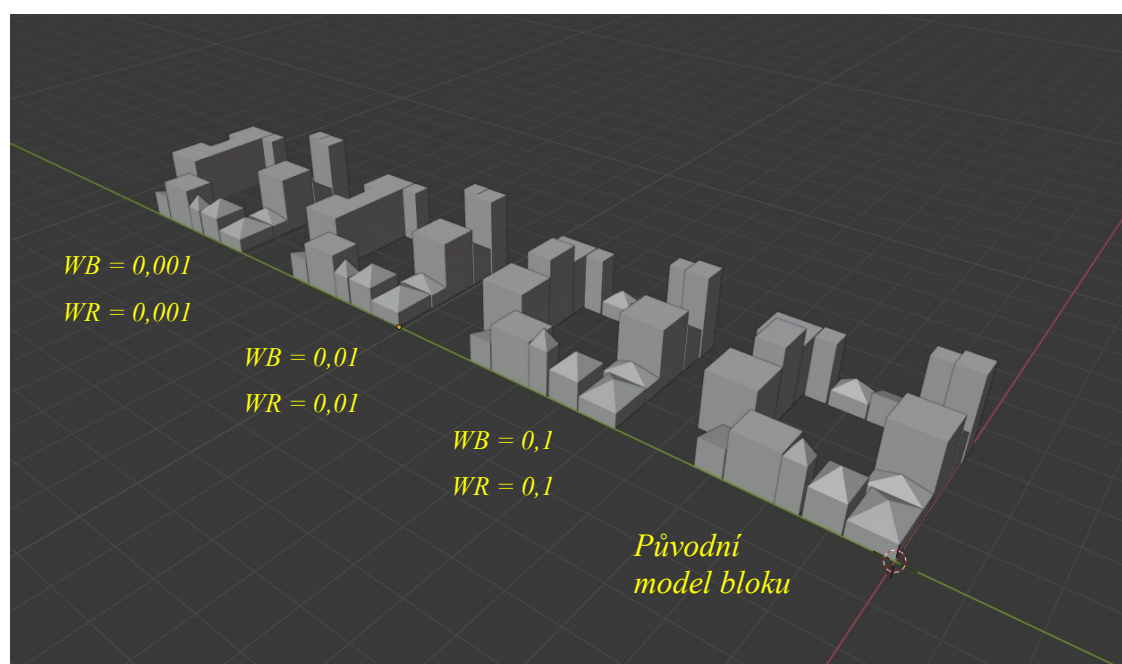 WB = 0,001
WR = 0,001
WB = 0,01
WR = 0,01
WB = 0,1
WR = 0,1
Původní
model bloku